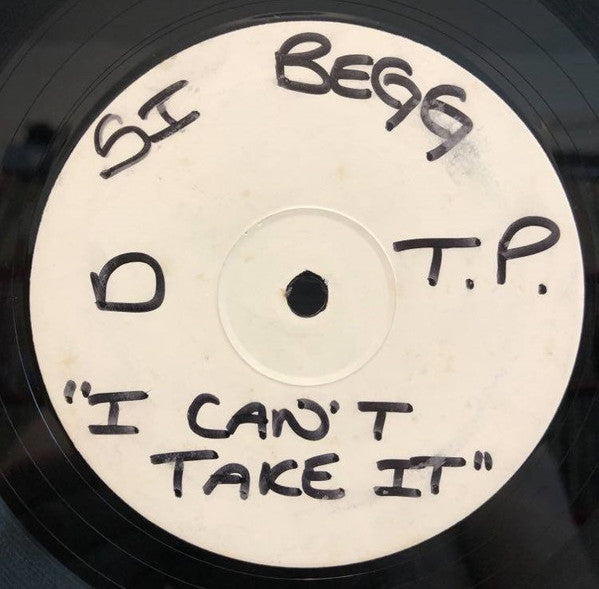 SI BEGG
D T.P.
"I CAN'T
TAKE IT"